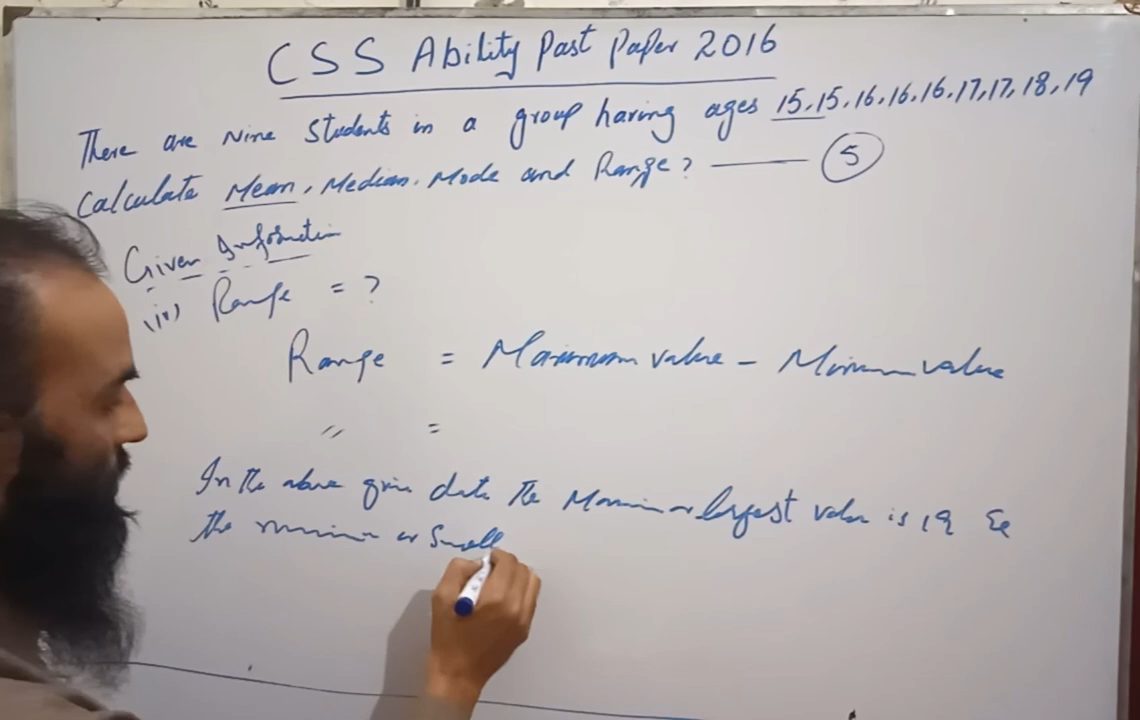 CSS Ability Past Paper 2016
There are Nine Students in a group having ages 15,15,16,16,16,17,17,18,19
Calculate Mean, Median, Mode and Range? —— 5
Given Information
(iv) Range = ?
Range = Maximum value - Minimum value
" =
In the above given data the Maximum or largest value is 19 &
the minimum or Small